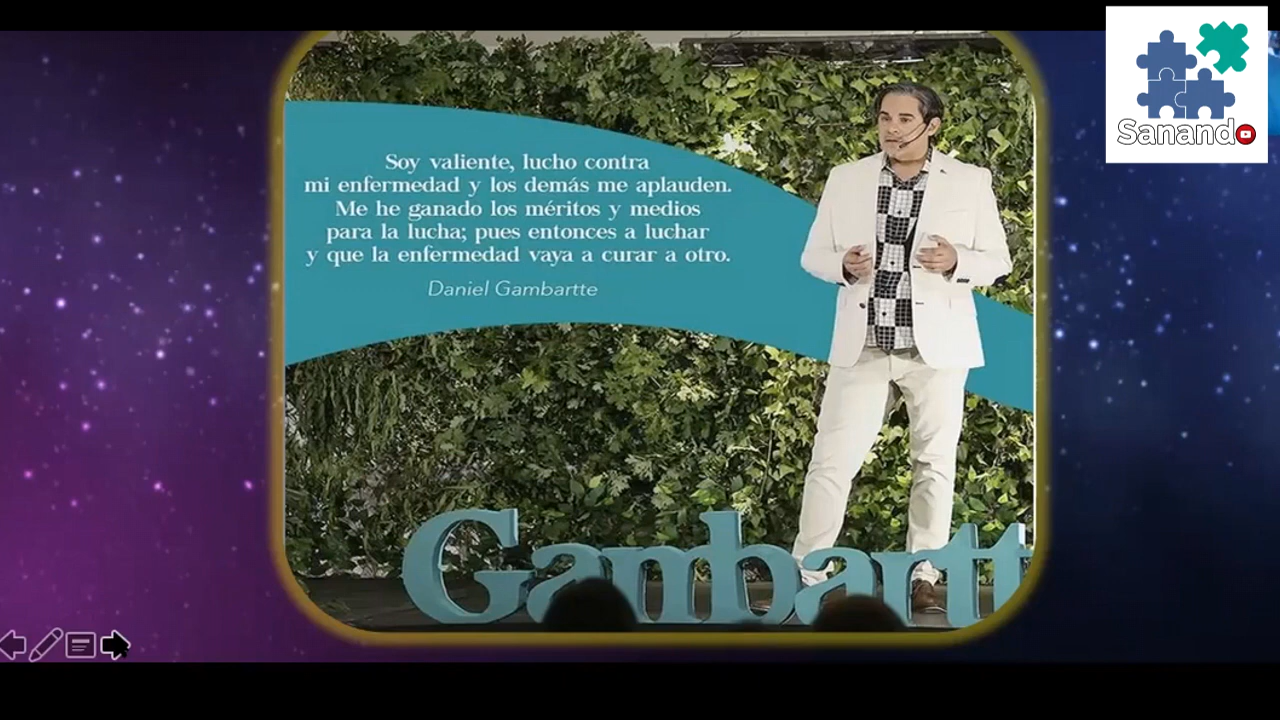 Soy valiente, lucho contra
mi enfermedad y los demás me aplauden.
Me he ganado los méritos y medios
para la lucha; pues entonces a luchar
y que la enfermedad vaya a curar a otro.
Daniel Gambartte
Sanando
Gambartt